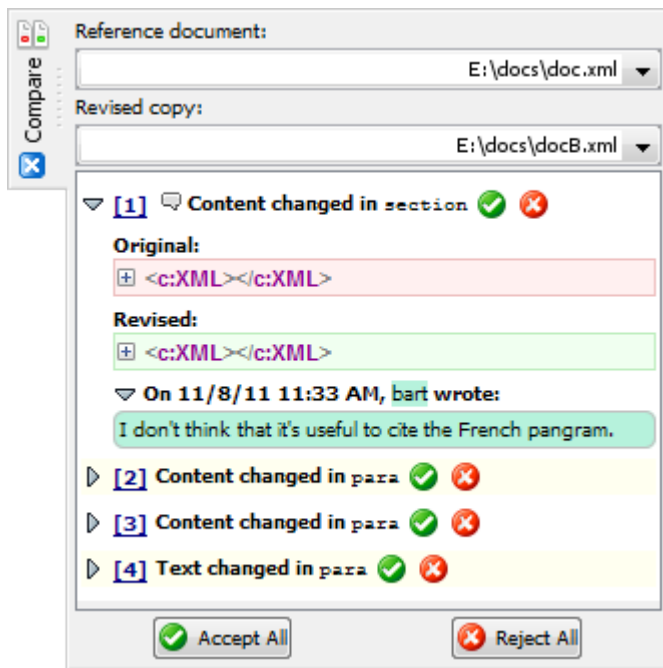 Compare
Reference document:
E:\docs\doc.xml
Revised copy:
E:\docs\docB.xml
[1] Content changed in section
Original:
<c:XML></c:XML>
Revised:
<c:XML></c:XML>
On 11/8/11 11:33 AM, bart wrote:
I don't think that it's useful to cite the French pangram.
[2] Content changed in para
[3] Content changed in para
[4] Text changed in para
Accept All Reject All